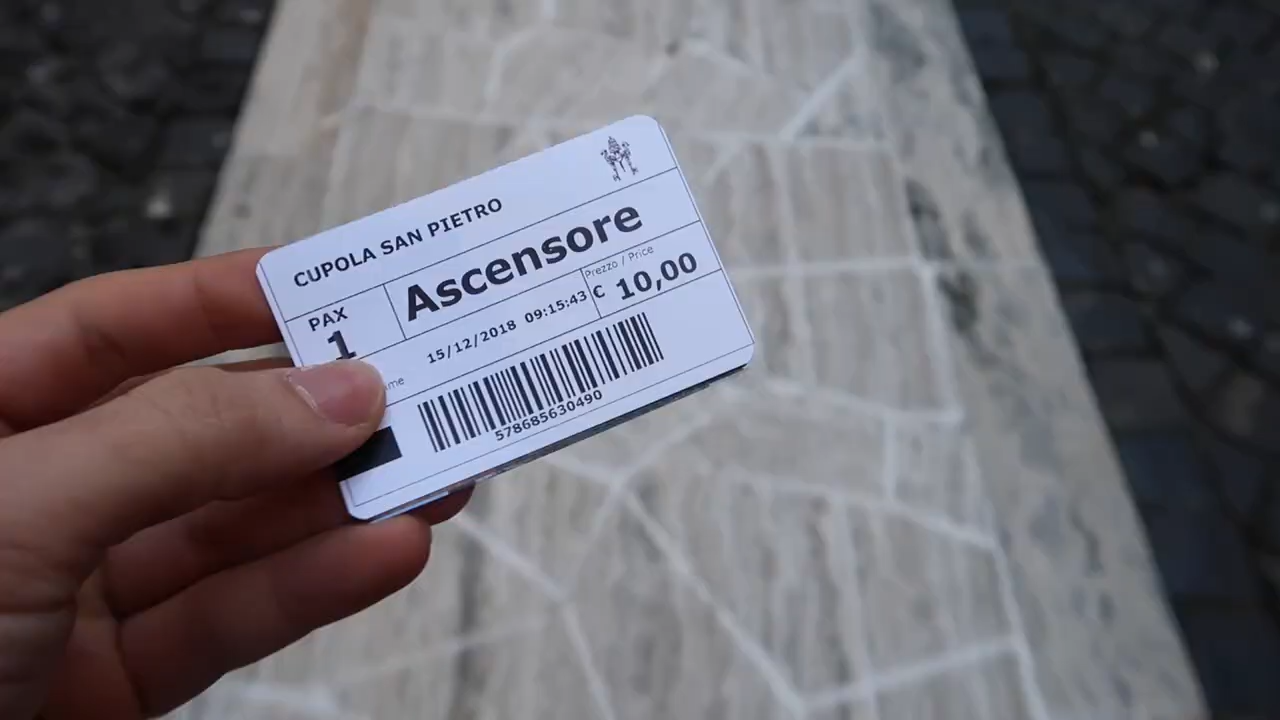 CUPOLA SAN PIETRO
PAX
1
Ascensore
15/12/2018 09:15:43
Prezzo / Price
€ 10,00
578685630490